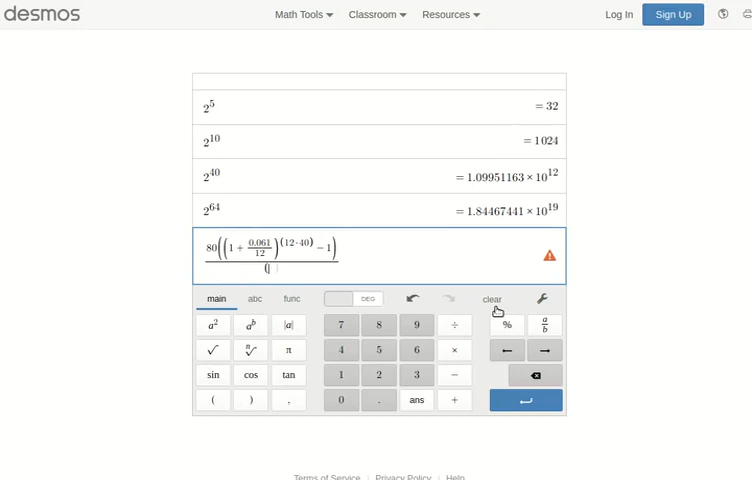 desmos
Math Tools Classroom Resources Log In Sign Up
2^5 = 32
2^10 = 1024
2^40 = 1.09951163 × 10^12
2^64 = 1.84467441 × 10^19
80((1 + 0.061/12)^(12·40) − 1)
(
main abc func DEG clear
a² a^b |a| 7 8 9 ÷ % a/b
√ ⁿ√ π 4 5 6 × ← →
sin cos tan 1 2 3 −
( ) , 0 . ans +
Terms of Service | Privacy Policy | Help